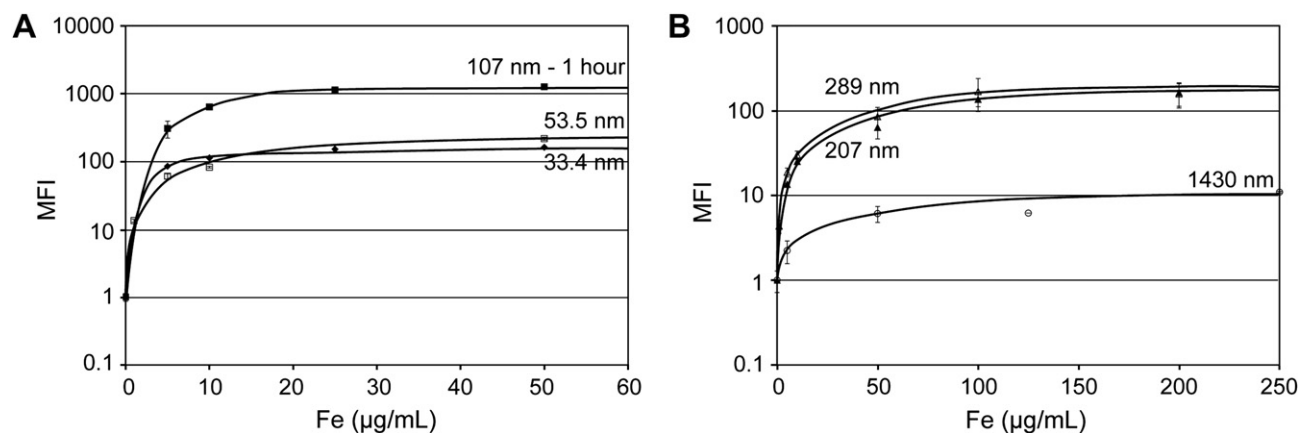 A
10000
1000
100
10
1
0.1
MFI
107 nm - 1 hour
53.5 nm
33.4 nm
0 10 20 30 40 50 60
Fe (µg/mL)
B
1000
100
10
1
0.1
MFI
289 nm
207 nm
1430 nm
0 50 100 150 200 250
Fe (µg/mL)